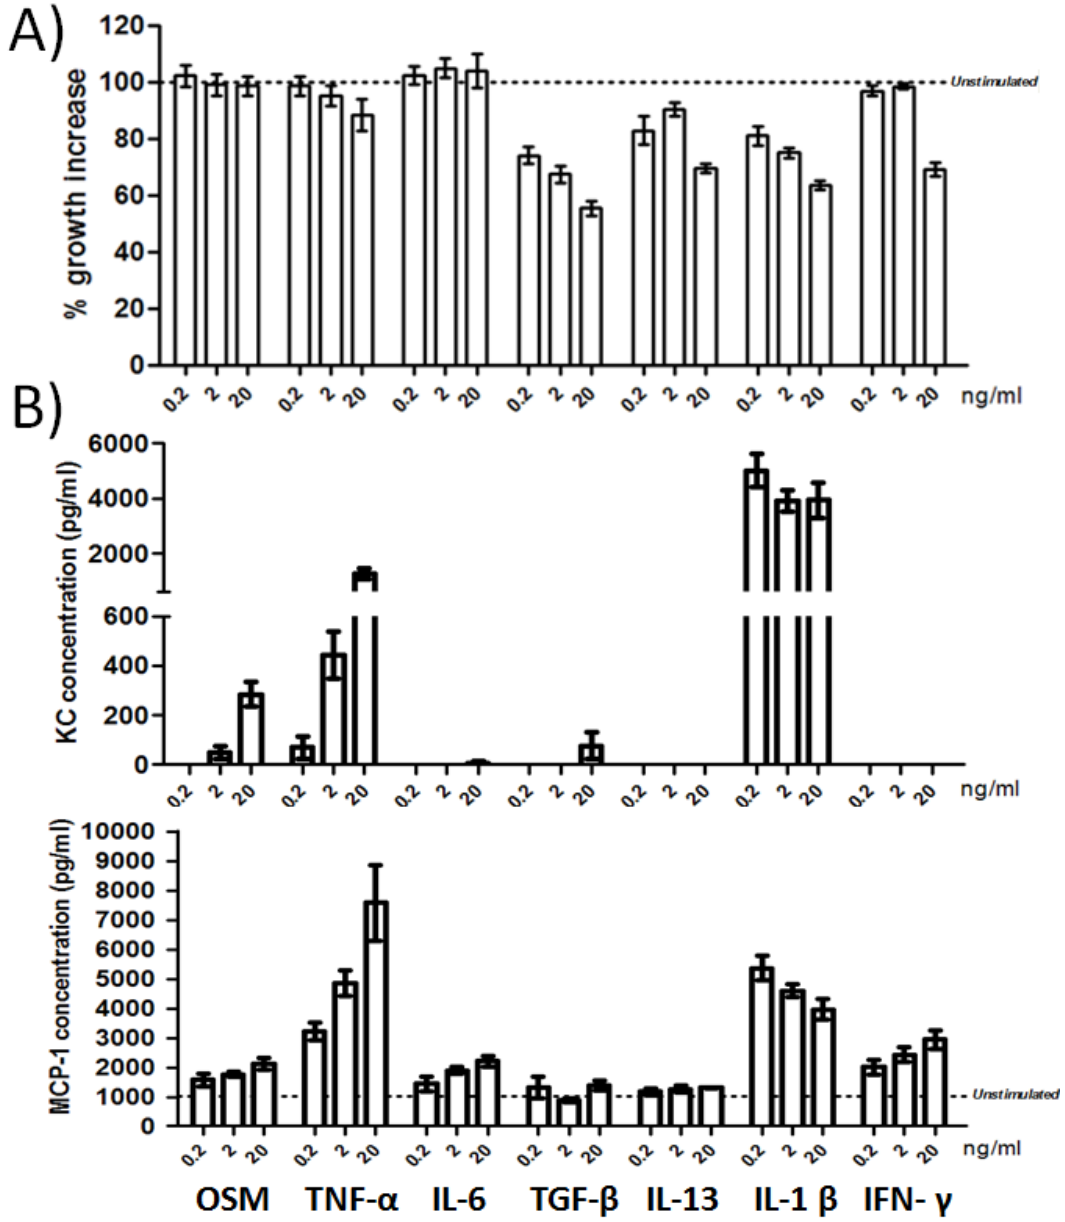 A)
% growth Increase
120
100
80
60
40
20
0
Unstimulated
0.2 2 20 0.2 2 20 0.2 2 20 0.2 2 20 0.2 2 20 0.2 2 20 0.2 2 20 ng/ml
B)
KC concentration (pg/ml)
6000
4000
2000
600
400
200
0
0.2 2 20 0.2 2 20 0.2 2 20 0.2 2 20 0.2 2 20 0.2 2 20 0.2 2 20 ng/ml
MCP-1 concentration (pg/ml)
10000
9000
8000
7000
6000
5000
4000
3000
2000
1000
0
Unstimulated
0.2 2 20 0.2 2 20 0.2 2 20 0.2 2 20 0.2 2 20 0.2 2 20 0.2 2 20 ng/ml
OSM TNF-α IL-6 TGF-β IL-13 IL-1 β IFN- γ